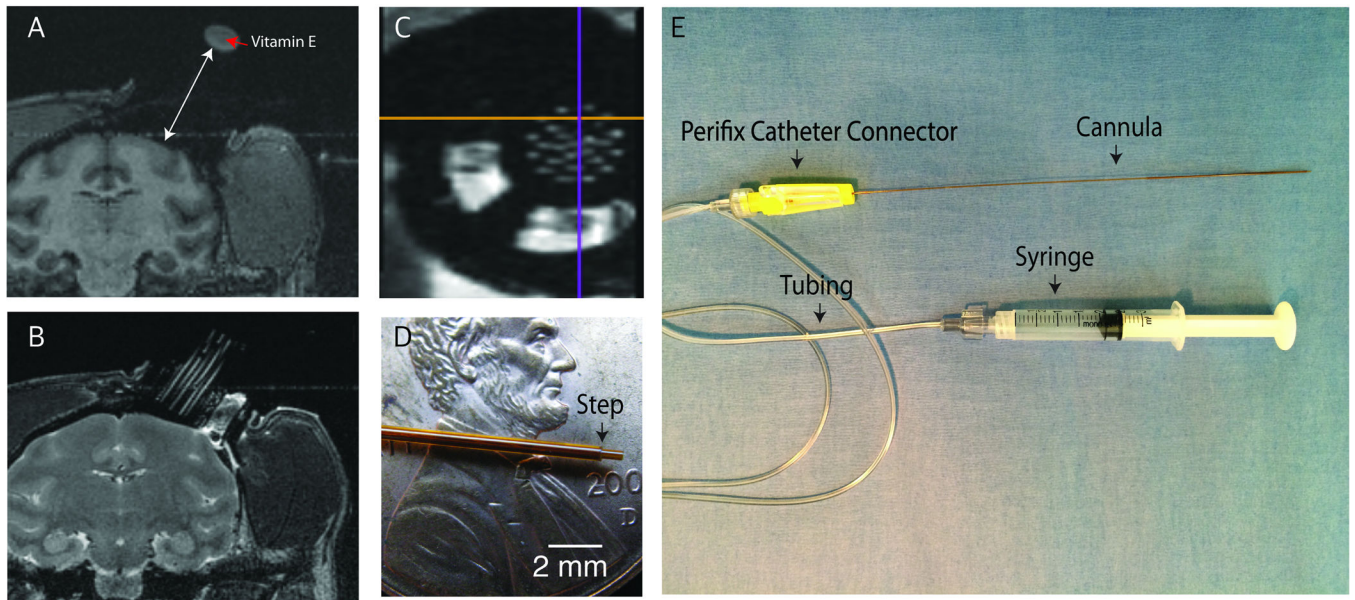 A
Vitamin E
B
C
D
Step
200
D
2 mm
E
Perifix Catheter Connector
Cannula
Tubing
Syringe